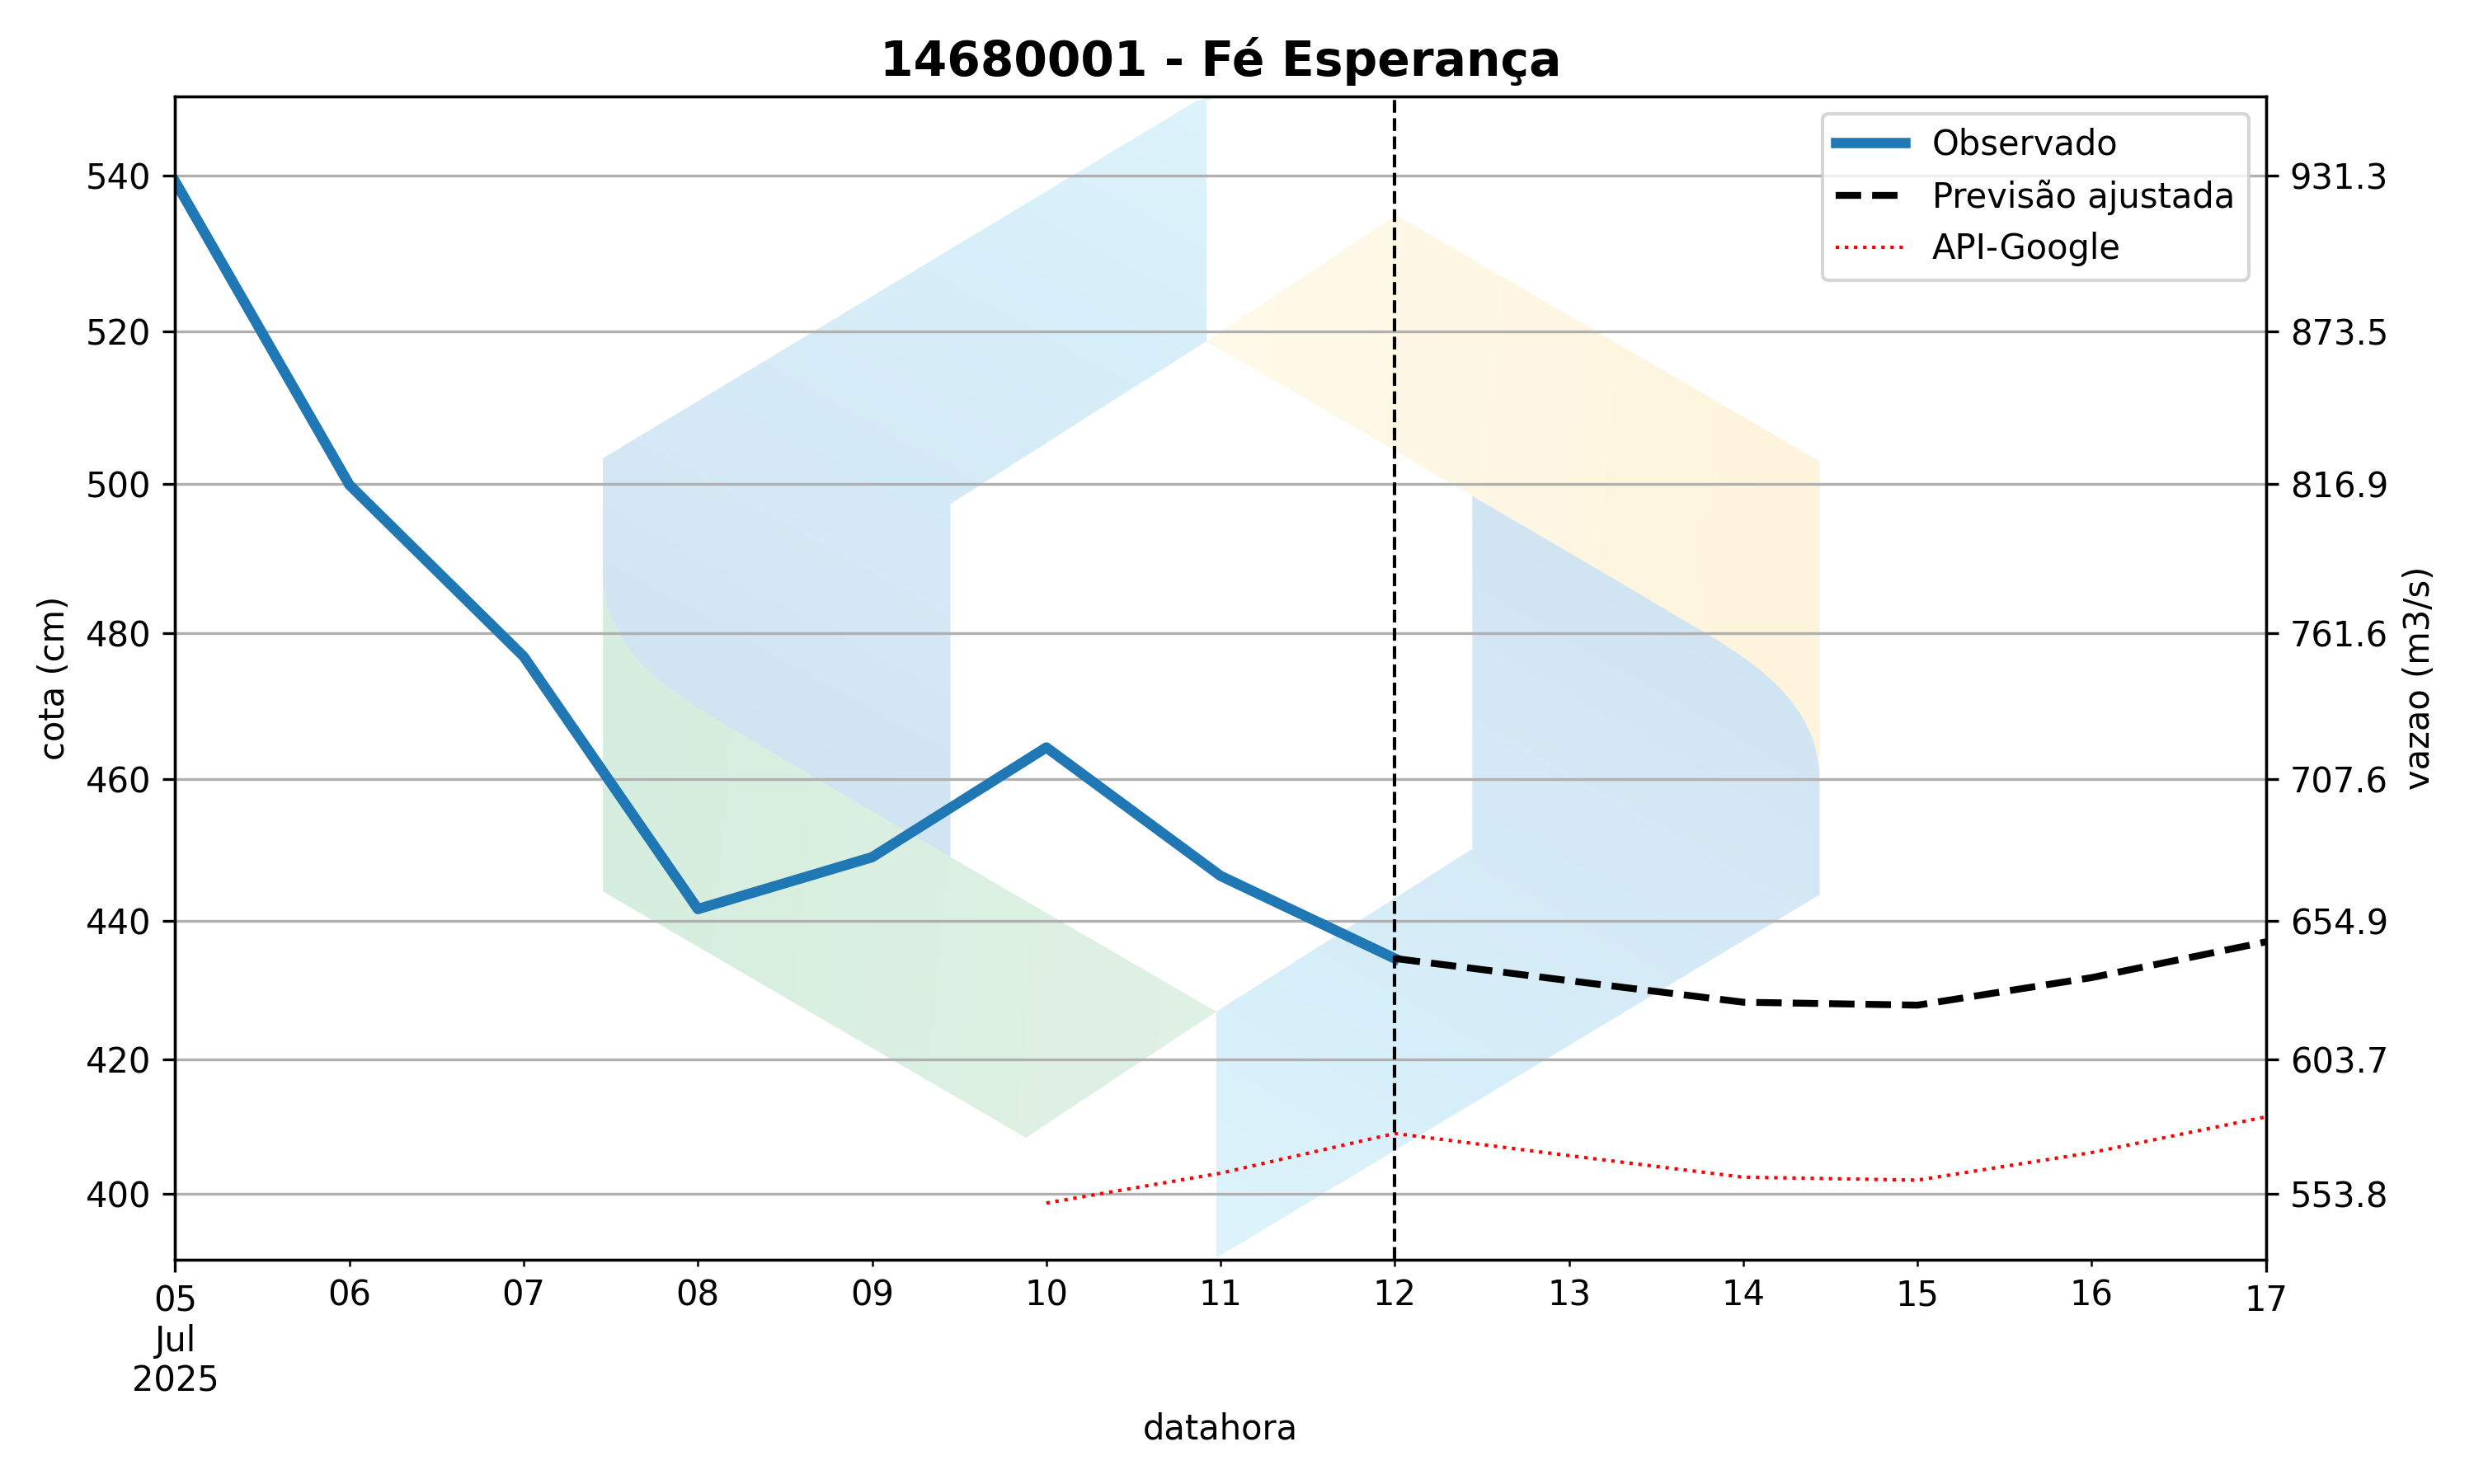 14680001 - Fé Esperança
Observado
Previsão ajustada
API-Google
540
520
500
480
460
440
420
400
cota (cm)
931.3
873.5
816.9
761.6
707.6
654.9
603.7
553.8
vazao (m3/s)
05 06 07 08 09 10 11 12 13 14 15 16 17
Jul
2025
datahora